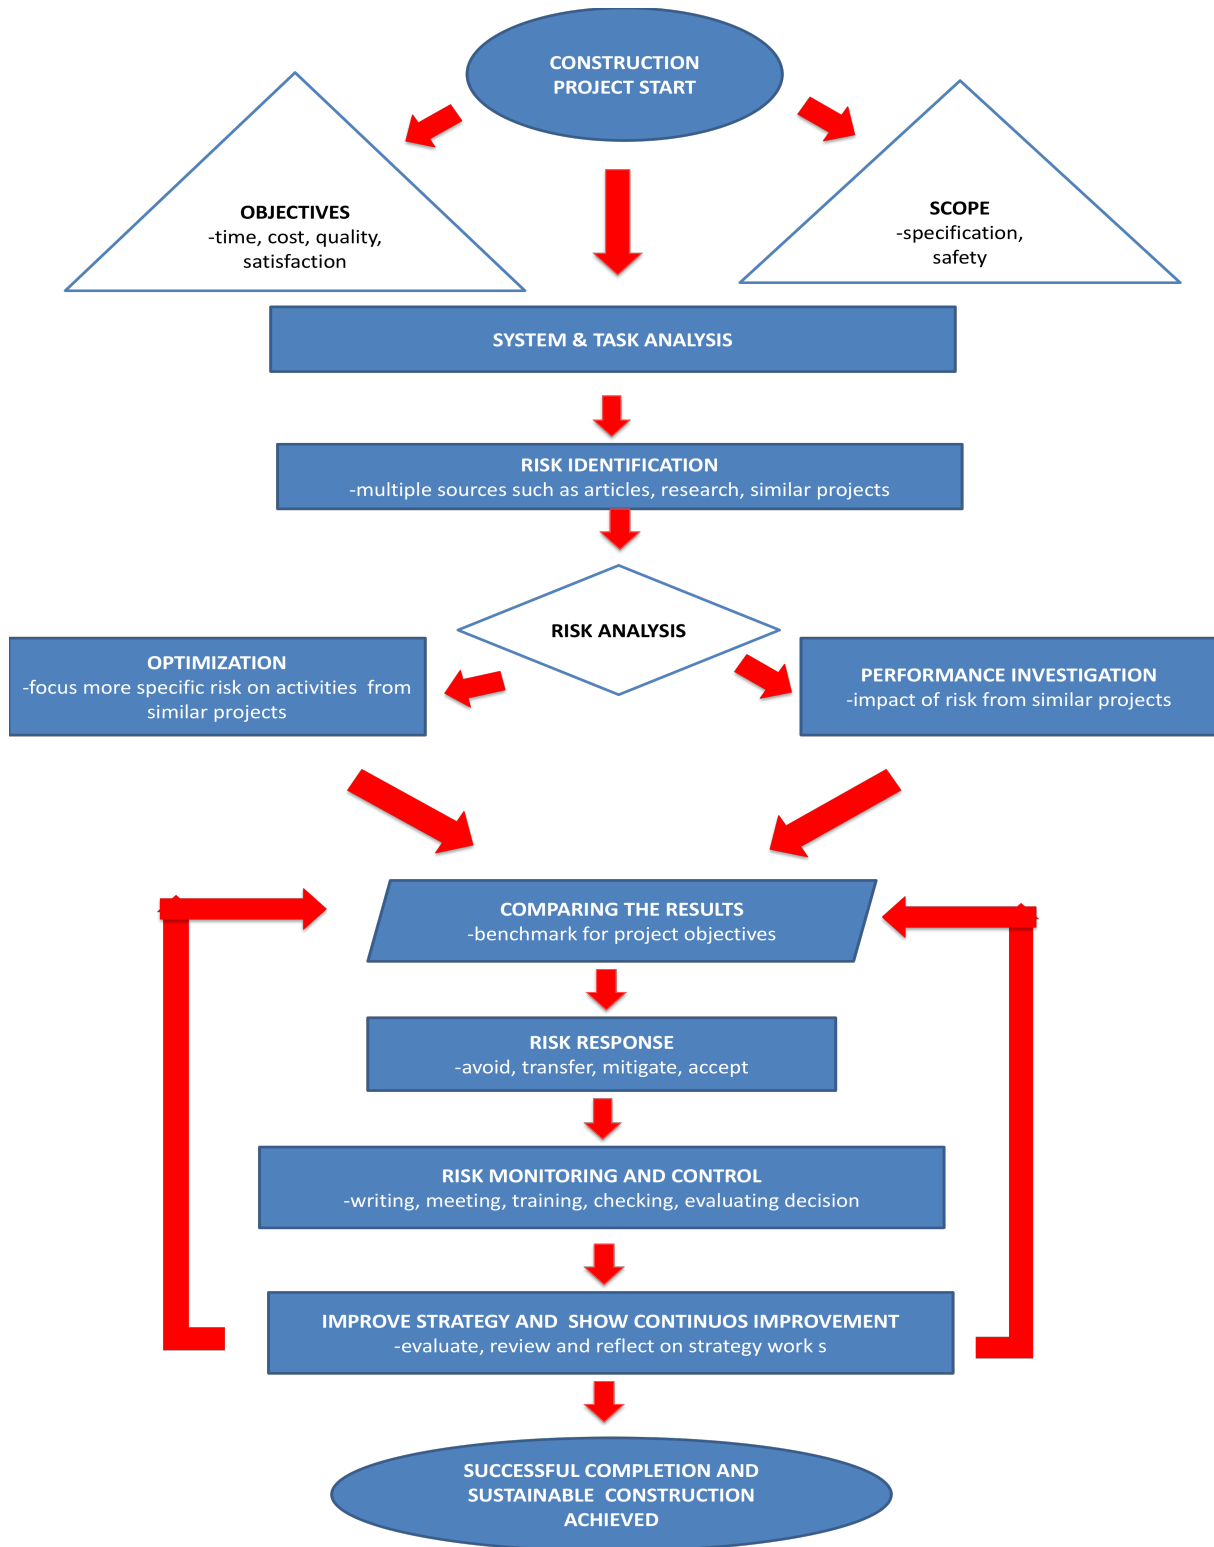 CONSTRUCTION
PROJECT START
OBJECTIVES
-time, cost, quality,
satisfaction
SCOPE
-specification,
safety
SYSTEM & TASK ANALYSIS
RISK IDENTIFICATION
-multiple sources such as articles, research, similar projects
RISK ANALYSIS
OPTIMIZATION
-focus more specific risk on activities  from
similar projects
PERFORMANCE INVESTIGATION
-impact of risk from similar projects
COMPARING THE RESULTS
-benchmark for project objectives
RISK RESPONSE
-avoid, transfer, mitigate, accept
RISK MONITORING AND CONTROL
-writing, meeting, training, checking, evaluating decision
IMPROVE STRATEGY AND  SHOW CONTINUOS IMPROVEMENT
-evaluate, review and reflect on strategy work s
SUCCESSFUL COMPLETION AND
SUSTAINABLE  CONSTRUCTION
ACHIEVED